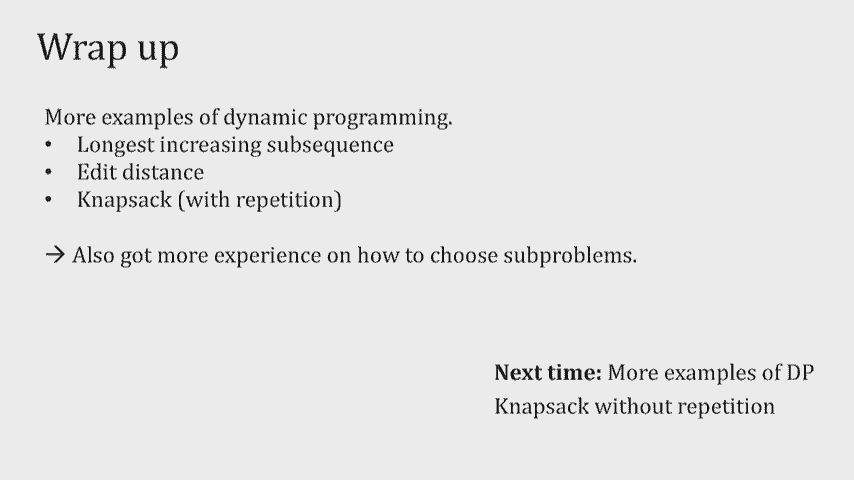 Wrap up
More examples of dynamic programming.
• Longest increasing subsequence
• Edit distance
• Knapsack (with repetition)
→ Also got more experience on how to choose subproblems.
Next time: More examples of DP
Knapsack without repetition